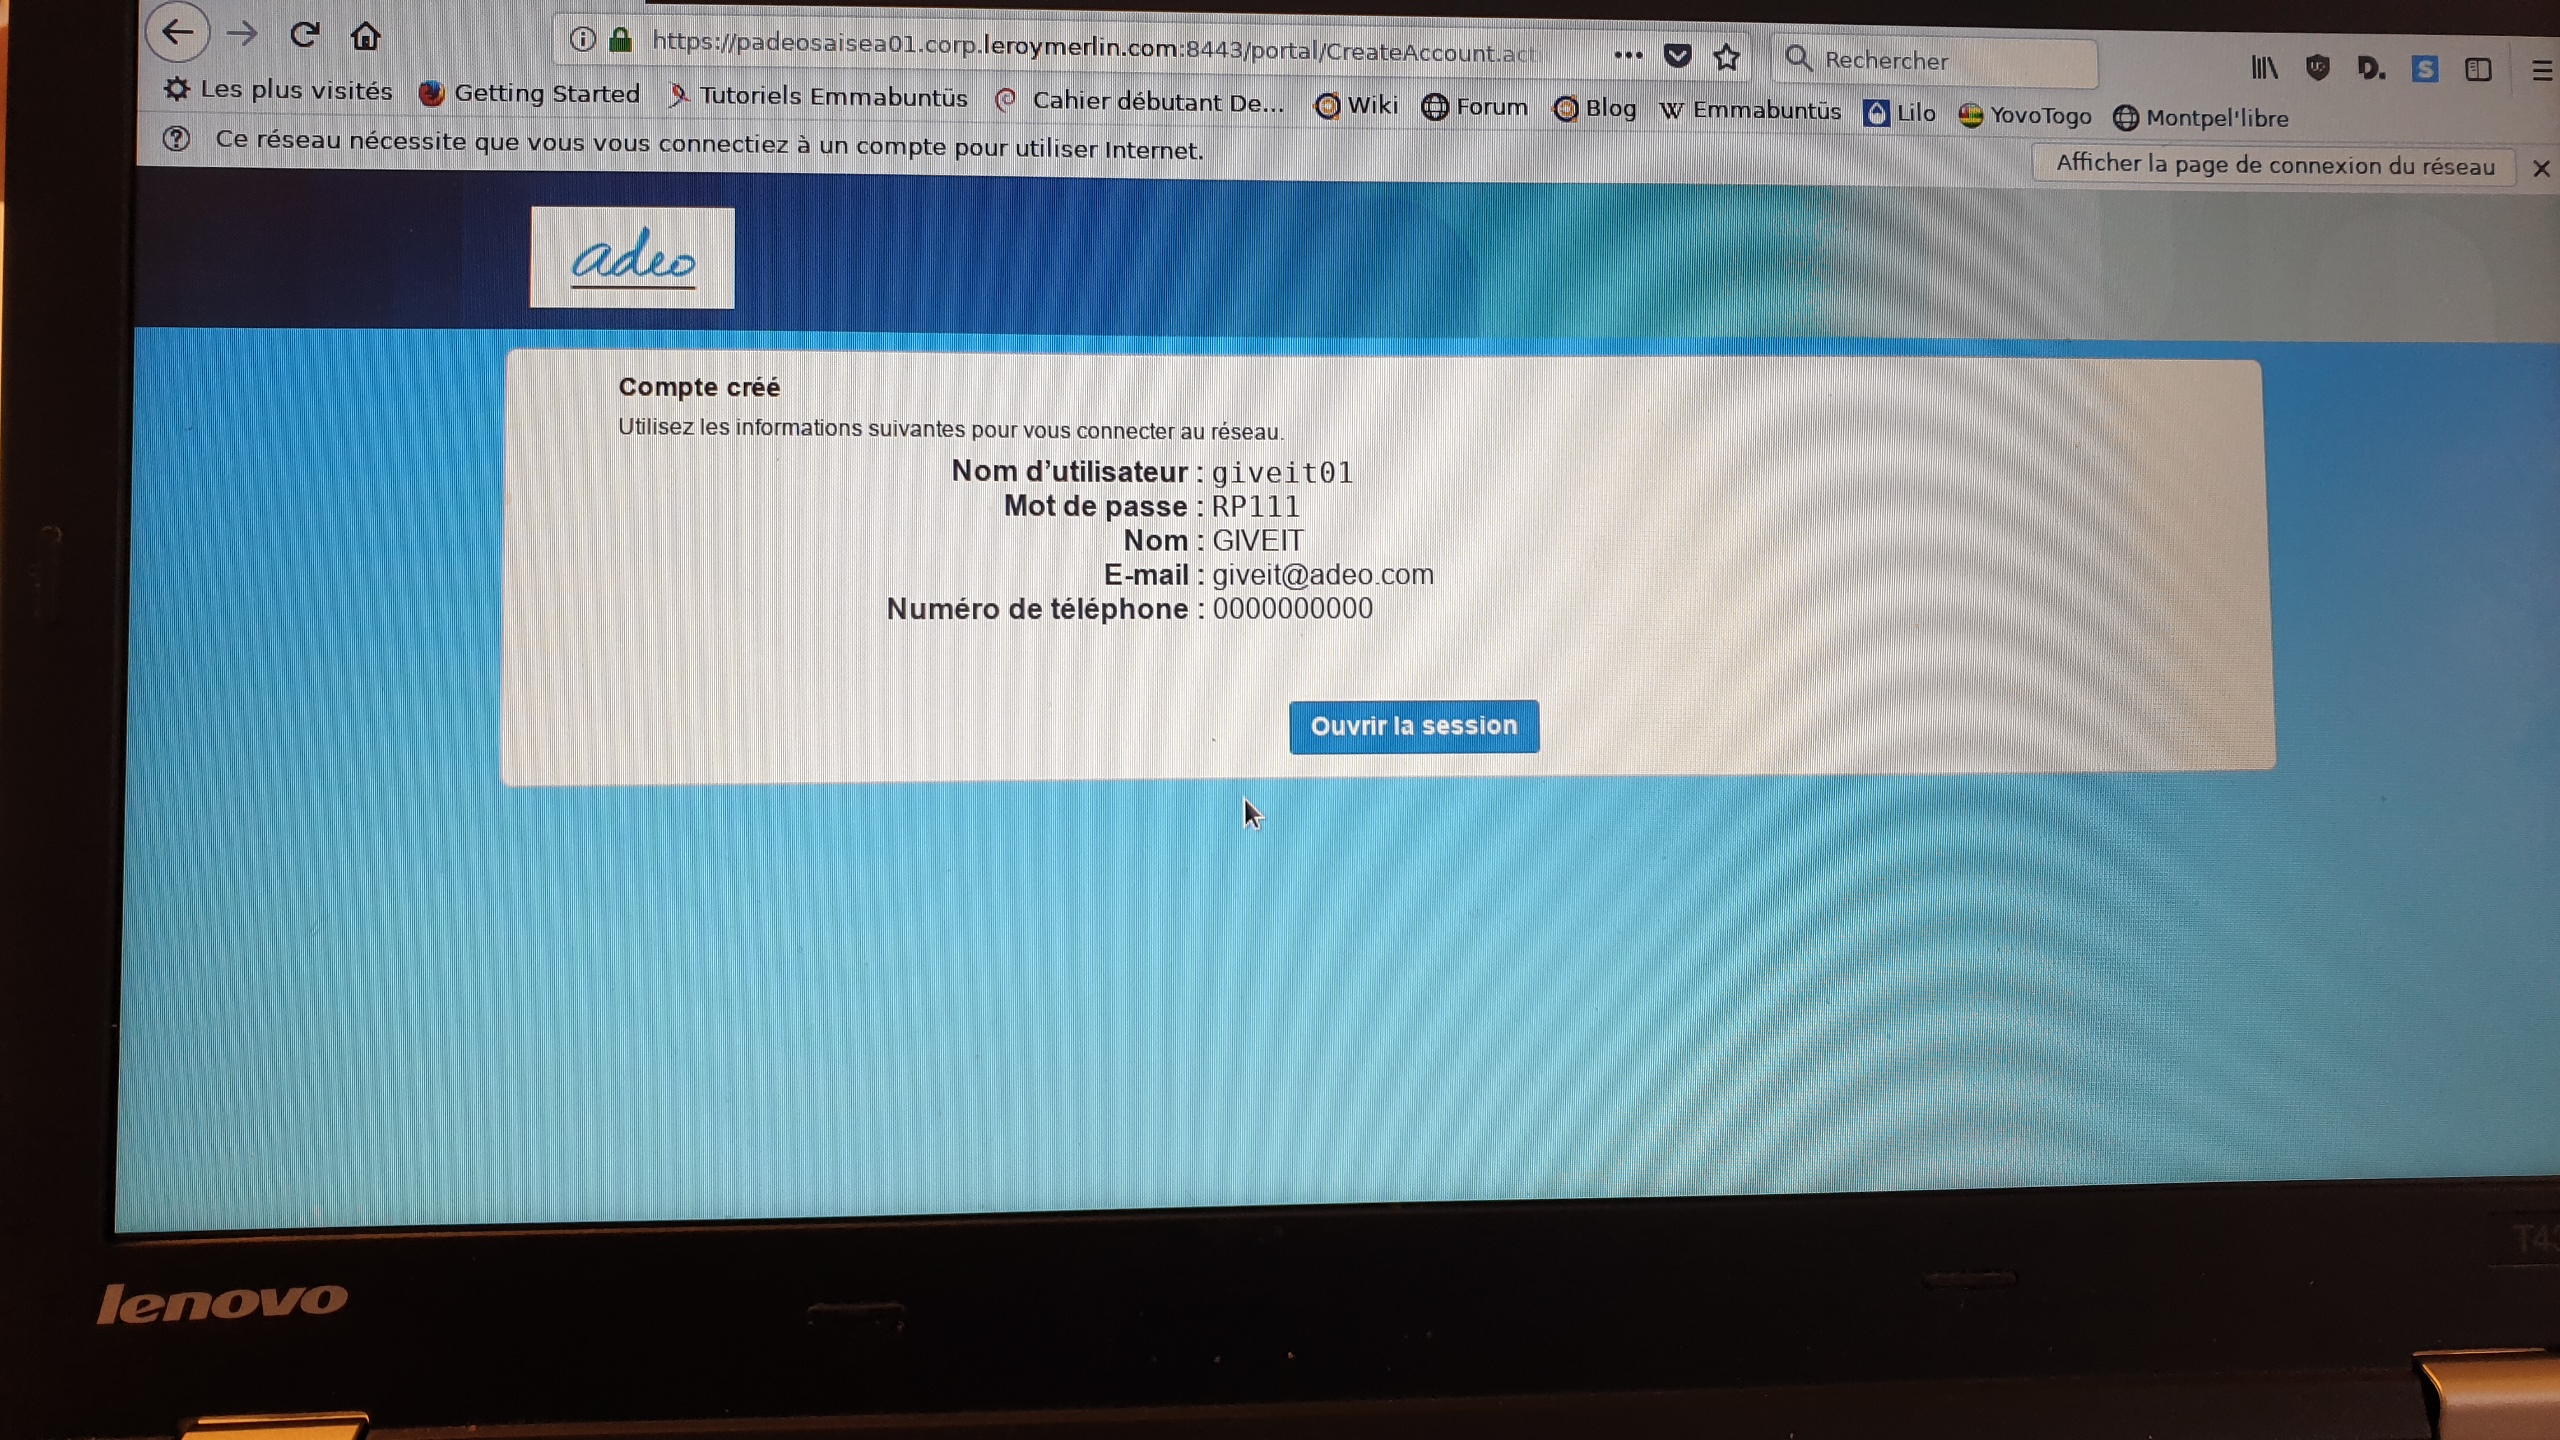 https://padeosaisea01.corp.leroymerlin.com:8443/portal/CreateAccount.act
Rechercher
Les plus visités Getting Started Tutoriels Emmabuntüs Cahier débutant De... Wiki Forum Blog Emmabuntüs Lilo YovoTogo Montpel'libre
Ce réseau nécessite que vous vous connectiez à un compte pour utiliser Internet.
Afficher la page de connexion du réseau
adeo
Compte créé
Utilisez les informations suivantes pour vous connecter au réseau.
Nom d'utilisateur : giveit01
Mot de passe : RP111
Nom : GIVEIT
E-mail : giveit@adeo.com
Numéro de téléphone : 0000000000
Ouvrir la session
lenovo